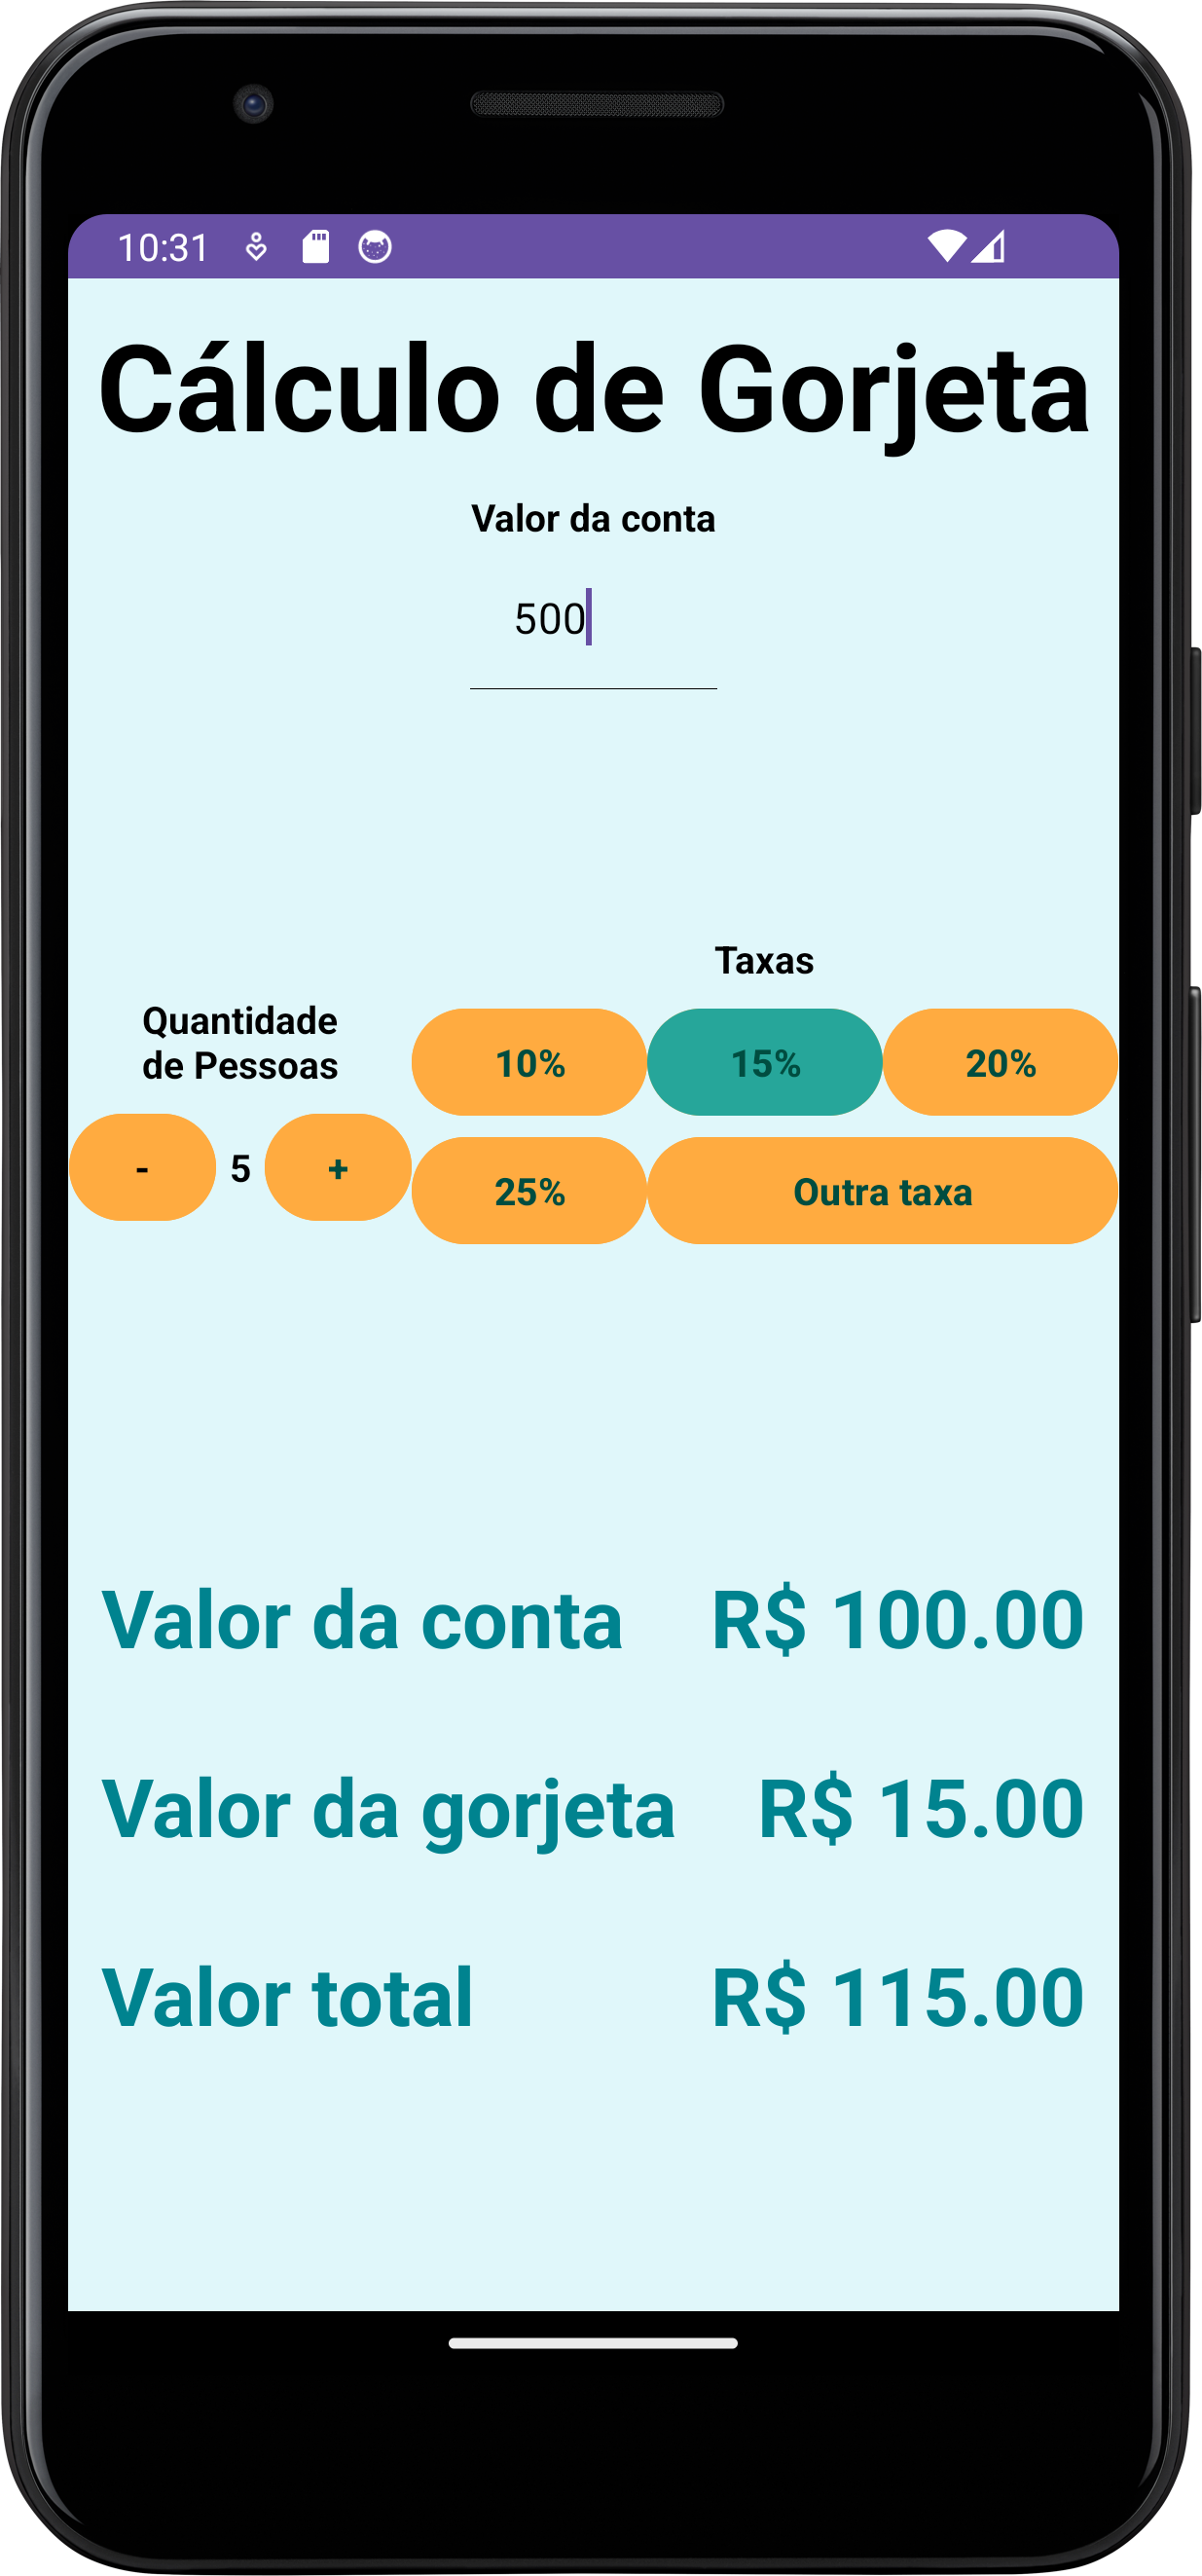 10:31
Cálculo de Gorjeta
Valor da conta
500
Taxas
Quantidade
de Pessoas
10%
15%
20%
-
5
+
25%
Outra taxa
Valor da conta
R$ 100.00
Valor da gorjeta
R$ 15.00
Valor total
R$ 115.00